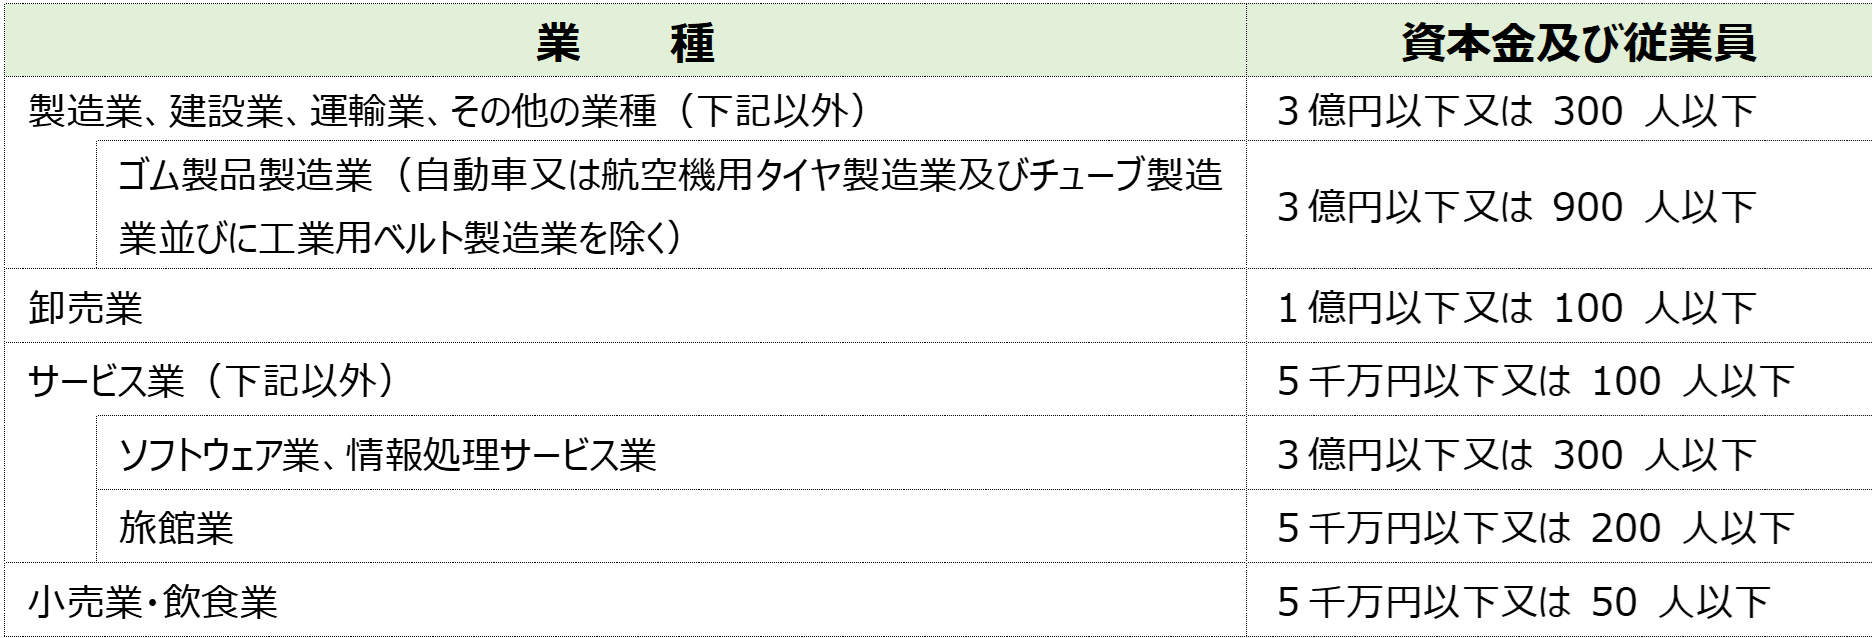 業　種
資本金及び従業員
製造業、建設業、運輸業、その他の業種（下記以外）
3億円以下又は 300 人以下
ゴム製品製造業（自動車又は航空機用タイヤ製造業及びチューブ製造
業並びに工業用ベルト製造業を除く）
3億円以下又は 900 人以下
卸売業
1億円以下又は 100 人以下
サービス業（下記以外）
5千万円以下又は 100 人以下
ソフトウェア業、情報処理サービス業
3億円以下又は 300 人以下
旅館業
5千万円以下又は 200 人以下
小売業・飲食業
5千万円以下又は 50 人以下